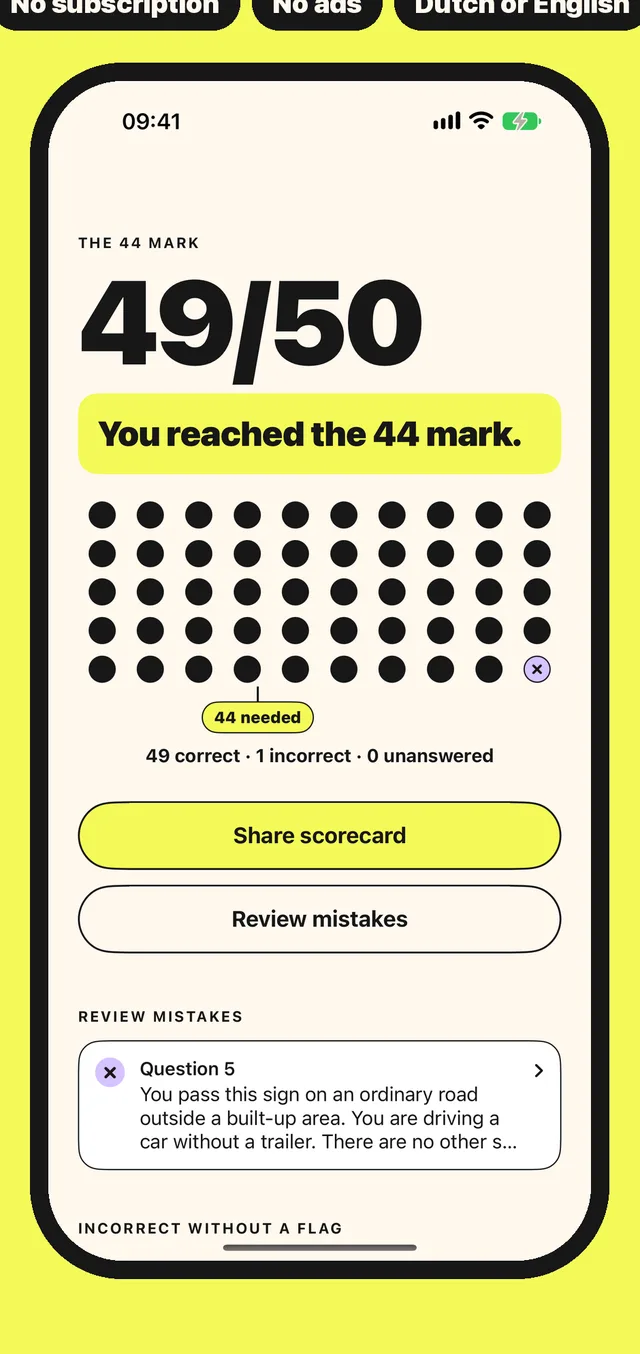 No subscription
No ads
Dutch or English
09:41
THE 44 MARK
49/50
You reached the 44 mark.
44 needed
49 correct · 1 incorrect · 0 unanswered
Share scorecard
Review mistakes
REVIEW MISTAKES
Question 5
You pass this sign on an ordinary road
outside a built-up area. You are driving a
car without a trailer. There are no other s...
INCORRECT WITHOUT A FLAG